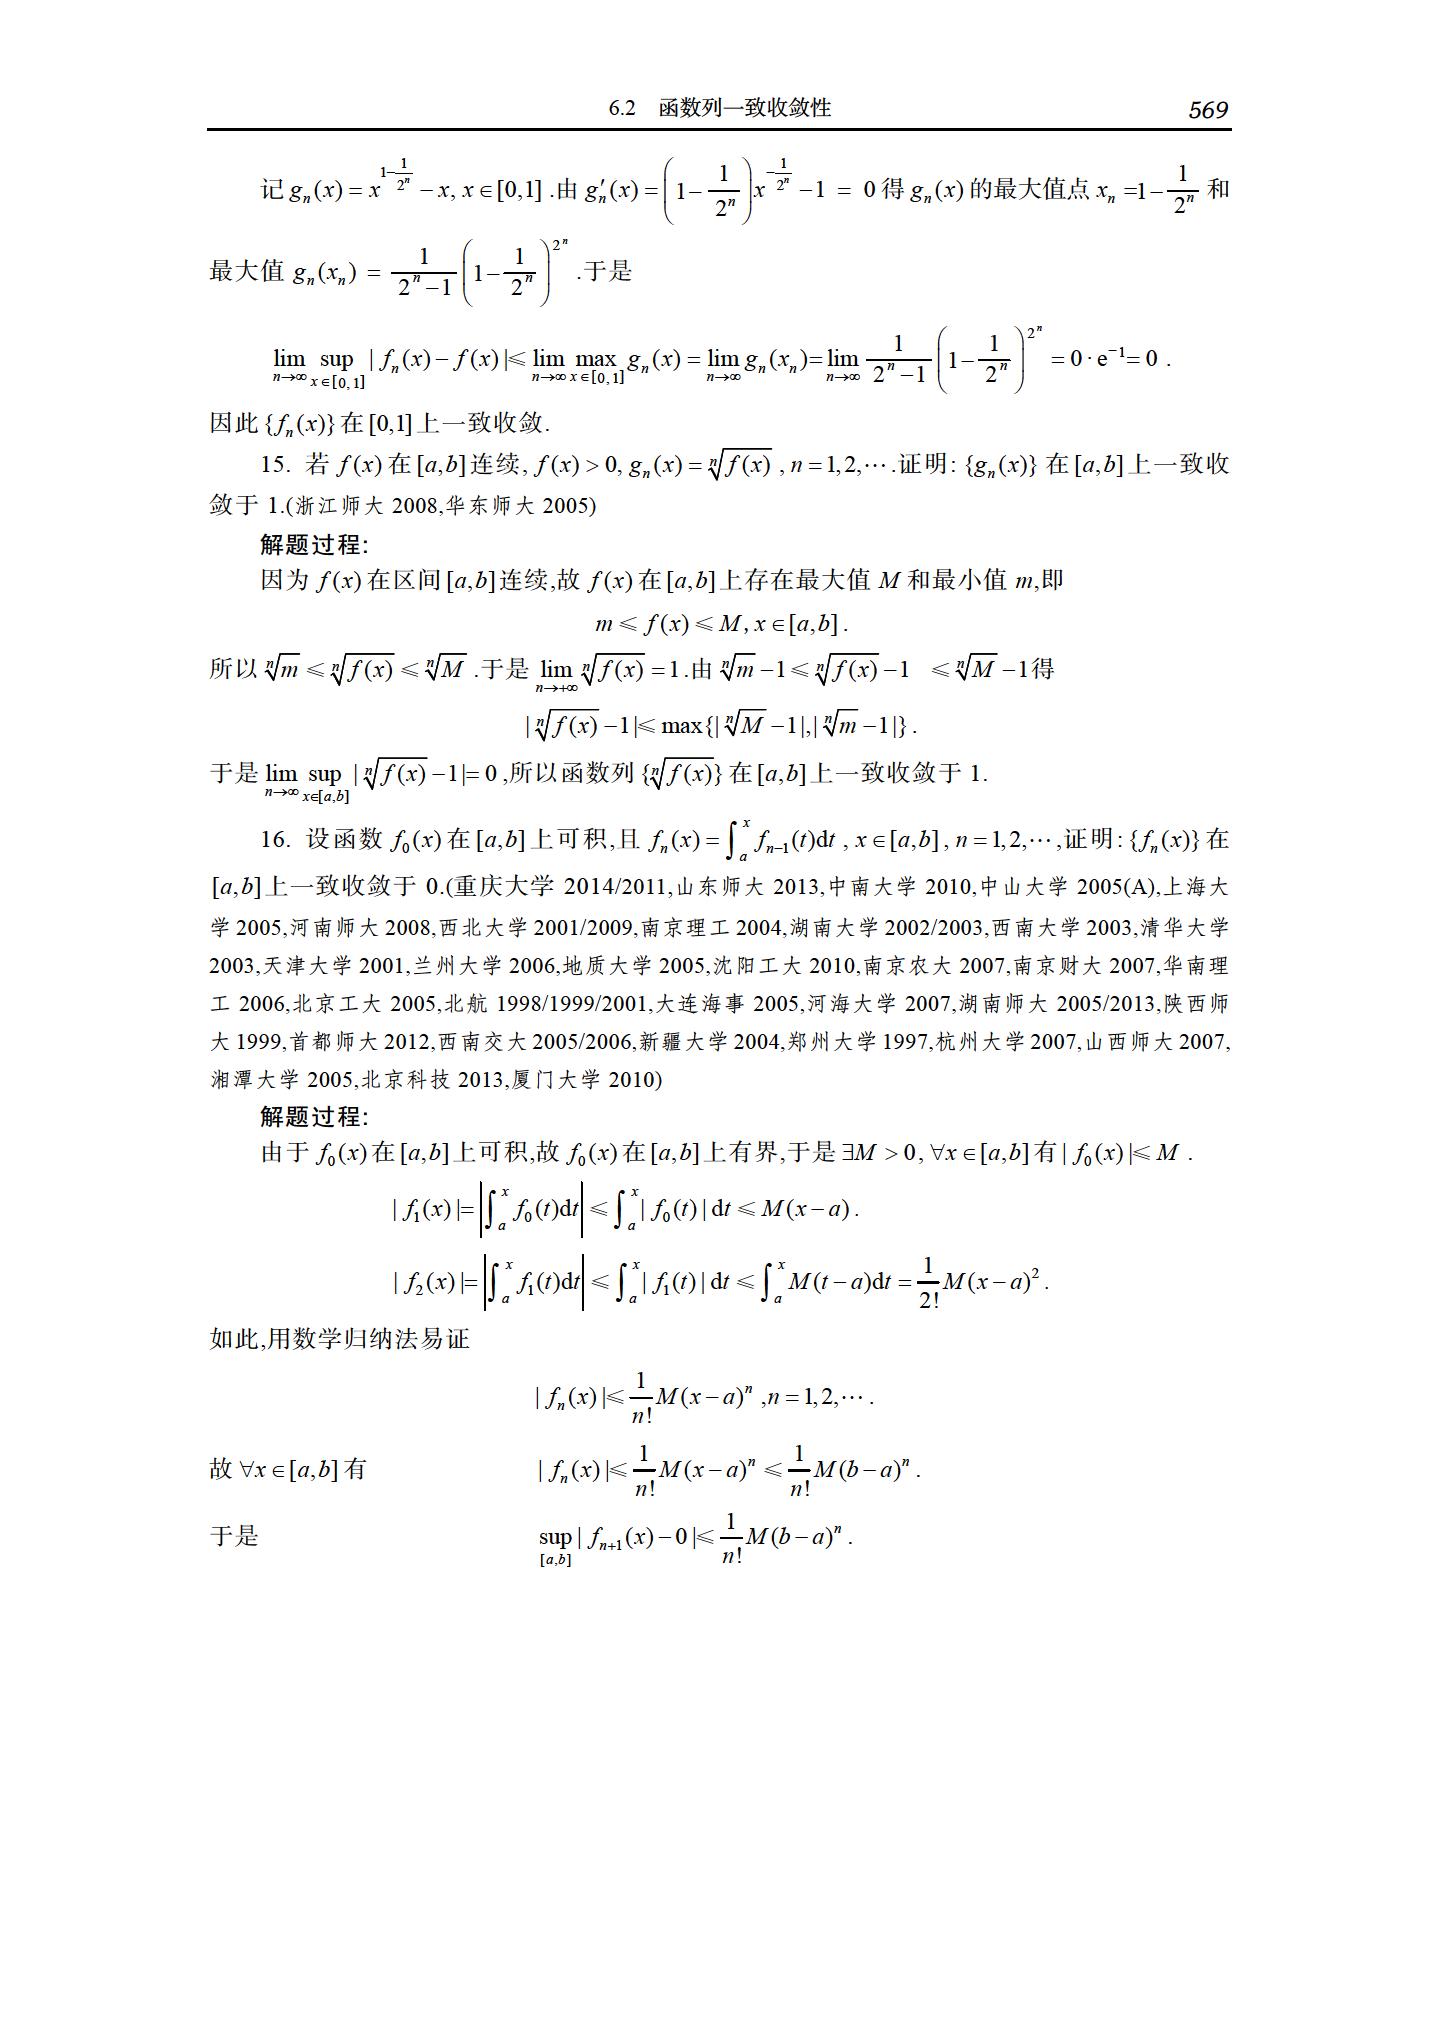 6.2 函数列一致收敛性 569
记 $g_n(x)=x^{1-\frac{1}{2^n}}-x, x\in[0,1]$ .由 $g_n'(x)=\left(1-\frac{1}{2^n}\right)x^{-\frac{1}{2^n}}-1=0$ 得 $g_n(x)$ 的最大值点 $x_n=1-\frac{1}{2^n}$ 和
最大值 $g_n(x_n)=\frac{1}{2^n-1}\left(1-\frac{1}{2^n}\right)^{2^n}$ .于是
$\lim_{n\to\infty}\sup_{x\in[0,1]}|f_n(x)-f(x)|\leqslant\lim_{n\to\infty}\max_{x\in[0,1]}g_n(x)=\lim_{n\to\infty}g_n(x_n)=\lim_{n\to\infty}\frac{1}{2^n-1}\left(1-\frac{1}{2^n}\right)^{2^n}=0\cdot e^{-1}=0$ .
因此 $\{f_n(x)\}$ 在 $[0,1]$ 上一致收敛.
15. 若 $f(x)$ 在 $[a,b]$ 连续, $f(x)>0, g_n(x)=\sqrt[n]{f(x)}, n=1,2,\cdots$ .证明: $\{g_n(x)\}$ 在 $[a,b]$ 上一致收
敛于 1.(浙江师大 2008,华东师大 2005)
解题过程:
因为 $f(x)$ 在区间 $[a,b]$ 连续,故 $f(x)$ 在 $[a,b]$ 上存在最大值 $M$ 和最小值 $m$,即
$m\leqslant f(x)\leqslant M, x\in[a,b]$ .
所以 $\sqrt[n]{m}\leqslant\sqrt[n]{f(x)}\leqslant\sqrt[n]{M}$ .于是 $\lim_{n\to+\infty}\sqrt[n]{f(x)}=1$ .由 $\sqrt[n]{m}-1\leqslant\sqrt[n]{f(x)}-1\leqslant\sqrt[n]{M}-1$ 得
$|\sqrt[n]{f(x)}-1|\leqslant\max\{|\sqrt[n]{M}-1|,|\sqrt[n]{m}-1|\}$ .
于是 $\lim_{n\to\infty}\sup_{x\in[a,b]}|\sqrt[n]{f(x)}-1|=0$ ,所以函数列 $\{\sqrt[n]{f(x)}\}$ 在 $[a,b]$ 上一致收敛于 1.
16. 设函数 $f_0(x)$ 在 $[a,b]$ 上可积,且 $f_n(x)=\int_a^x f_{n-1}(t)dt, x\in[a,b], n=1,2,\cdots$ ,证明: $\{f_n(x)\}$ 在
$[a,b]$ 上一致收敛于 0.(重庆大学 2014/2011,山东师大 2013,中南大学 2010,中山大学 2005(A),上海大
学 2005,河南师大 2008,西北大学 2001/2009,南京理工 2004,湖南大学 2002/2003,西南大学 2003,清华大学
2003,天津大学 2001,兰州大学 2006,地质大学 2005,沈阳工大 2010,南京农大 2007,南京财大 2007,华南理
工 2006,北京工大 2005,北航 1998/1999/2001,大连海事 2005,河海大学 2007,湖南师大 2005/2013,陕西师
大 1999,首都师大 2012,西南交大 2005/2006,新疆大学 2004,郑州大学 1997,杭州大学 2007,山西师大 2007,
湘潭大学 2005,北京科技 2013,厦门大学 2010)
解题过程:
由于 $f_0(x)$ 在 $[a,b]$ 上可积,故 $f_0(x)$ 在 $[a,b]$ 上有界,于是 $\exists M>0,\forall x\in[a,b]$ 有 $|f_0(x)|\leqslant M$ .
$|f_1(x)|=\left|\int_a^x f_0(t)dt\right|\leqslant\int_a^x|f_0(t)|dt\leqslant M(x-a)$ .
$|f_2(x)|=\left|\int_a^x f_1(t)dt\right|\leqslant\int_a^x|f_1(t)|dt\leqslant\int_a^x M(t-a)dt=\frac{1}{2!}M(x-a)^2$ .
如此,用数学归纳法易证
$|f_n(x)|\leqslant\frac{1}{n!}M(x-a)^n, n=1,2,\cdots$ .
故 $\forall x\in[a,b]$ 有 $|f_n(x)|\leqslant\frac{1}{n!}M(x-a)^n\leqslant\frac{1}{n!}M(b-a)^n$ .
于是 $\sup_{[a,b]}|f_{n+1}(x)-0|\leqslant\frac{1}{n!}M(b-a)^n$ .